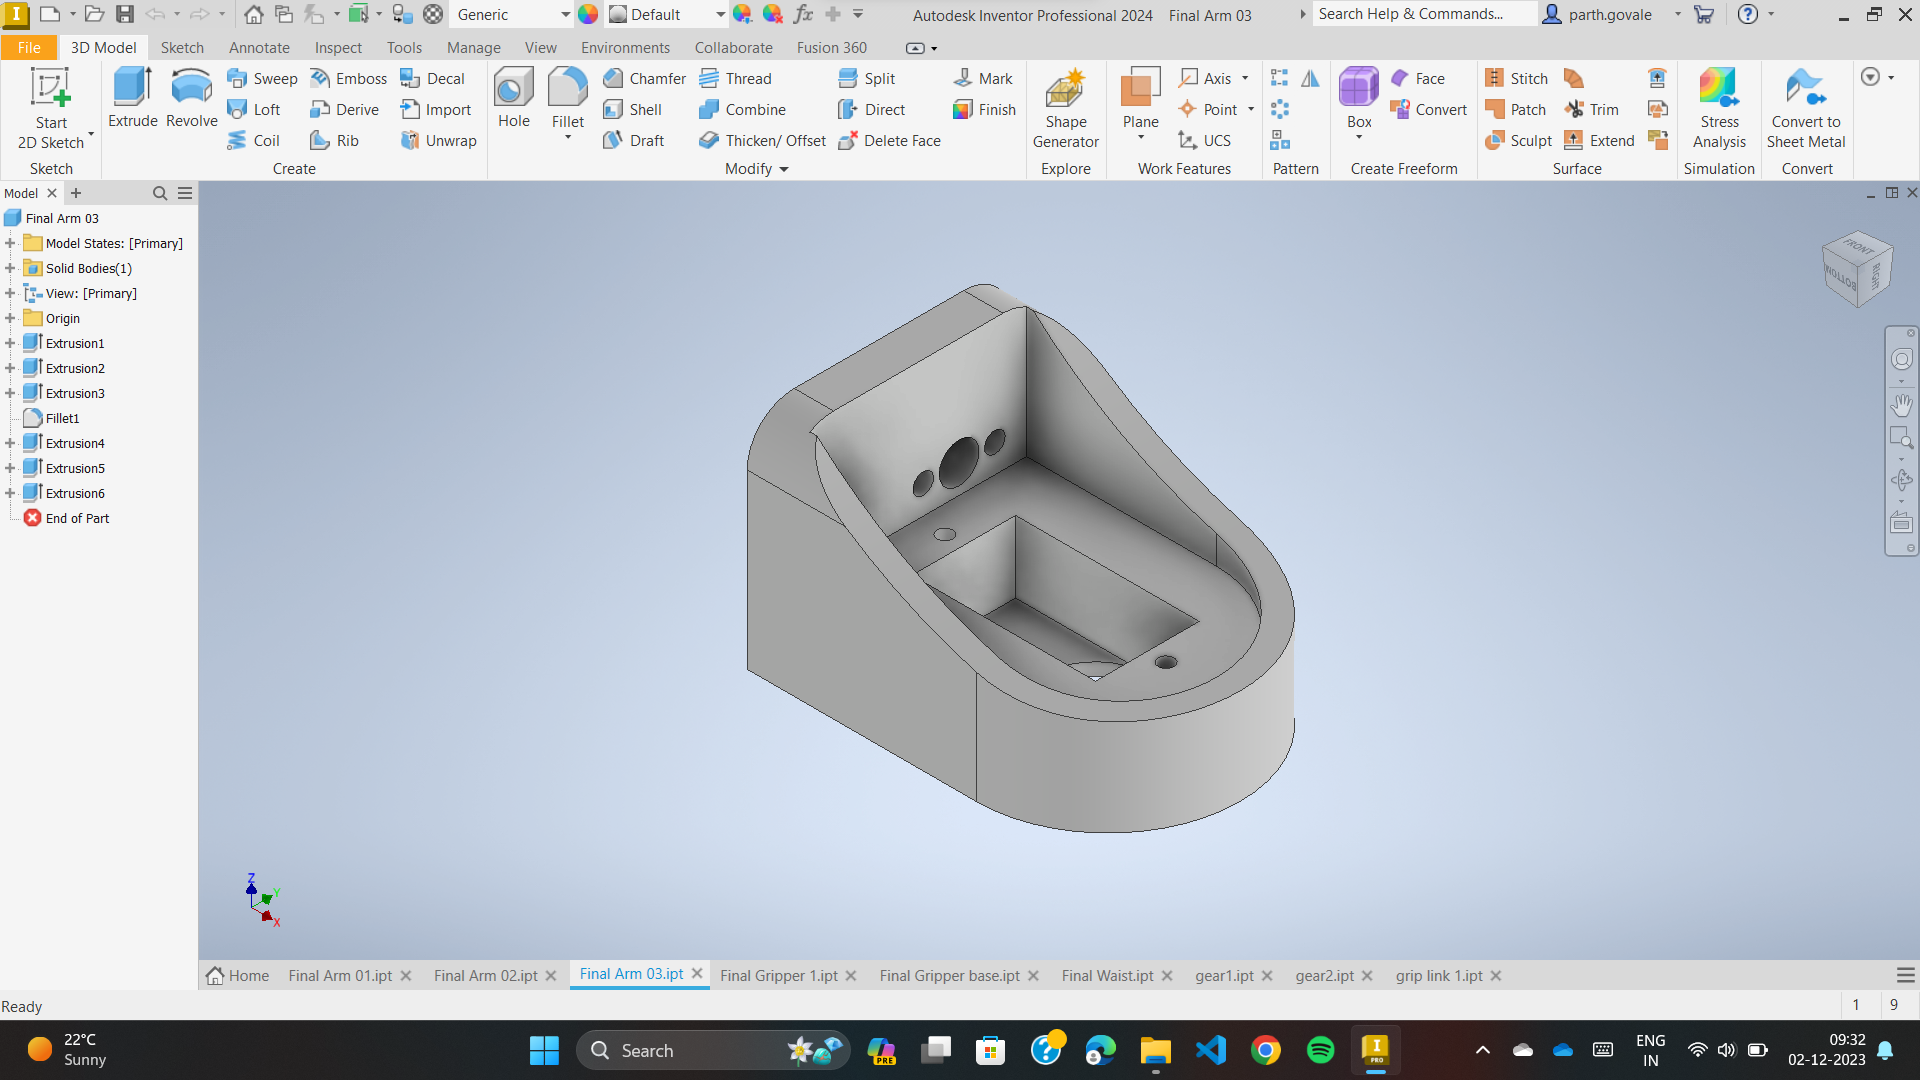 Generic
Default
Autodesk Inventor Professional 2024 Final Arm 03
Search Help & Commands...
parth.govale
File
3D Model
Sketch
Annotate
Inspect
Tools
Manage
View
Environments
Collaborate
Fusion 360
Start
2D Sketch
Sketch
Extrude
Revolve
Sweep
Loft
Coil
Emboss
Derive
Rib
Decal
Import
Unwrap
Create
Hole
Fillet
Chamfer
Shell
Draft
Thread
Combine
Thicken/ Offset
Split
Direct
Delete Face
Mark
Finish
Modify
Shape
Generator
Explore
Plane
Axis
Point
UCS
Work Features
Pattern
Box
Face
Convert
Create Freeform
Stitch
Patch
Sculpt
Trim
Extend
Surface
Stress
Analysis
Simulation
Convert to
Sheet Metal
Convert
Model
Final Arm 03
Model States: [Primary]
Solid Bodies(1)
View: [Primary]
Origin
Extrusion1
Extrusion2
Extrusion3
Fillet1
Extrusion4
Extrusion5
Extrusion6
End of Part
FRONT
BOTTOM
RIGHT
Z
Y
X
Home
Final Arm 01.ipt
Final Arm 02.ipt
Final Arm 03.ipt
Final Gripper 1.ipt
Final Gripper base.ipt
Final Waist.ipt
gear1.ipt
gear2.ipt
grip link 1.ipt
Ready
1
9
22°C
Sunny
Search
PRE
PRO
ENG
IN
09:32
02-12-2023